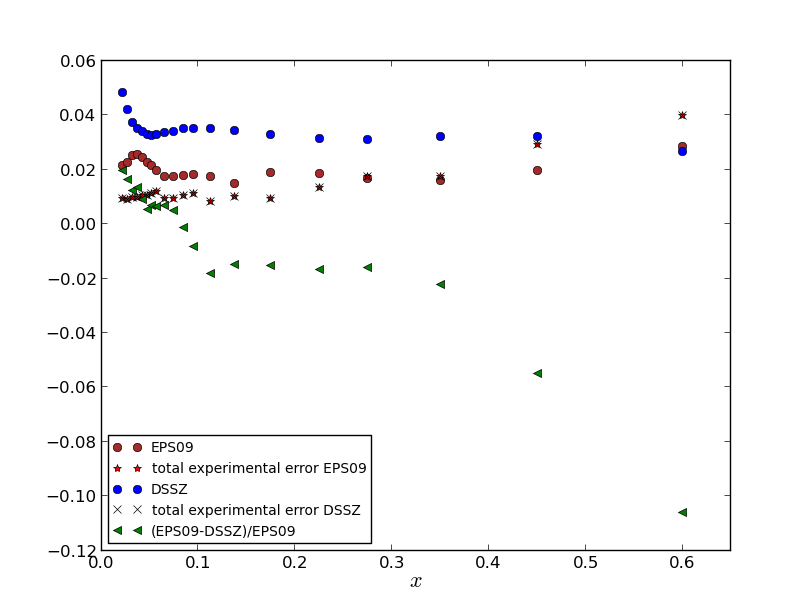 0.06
0.04
0.02
0.00
−0.02
−0.04
−0.06
−0.08
−0.10
−0.12
EPS09
total experimental error EPS09
DSSZ
total experimental error DSSZ
(EPS09-DSSZ)/EPS09
0.0 0.1 0.2 0.3 0.4 0.5 0.6
x